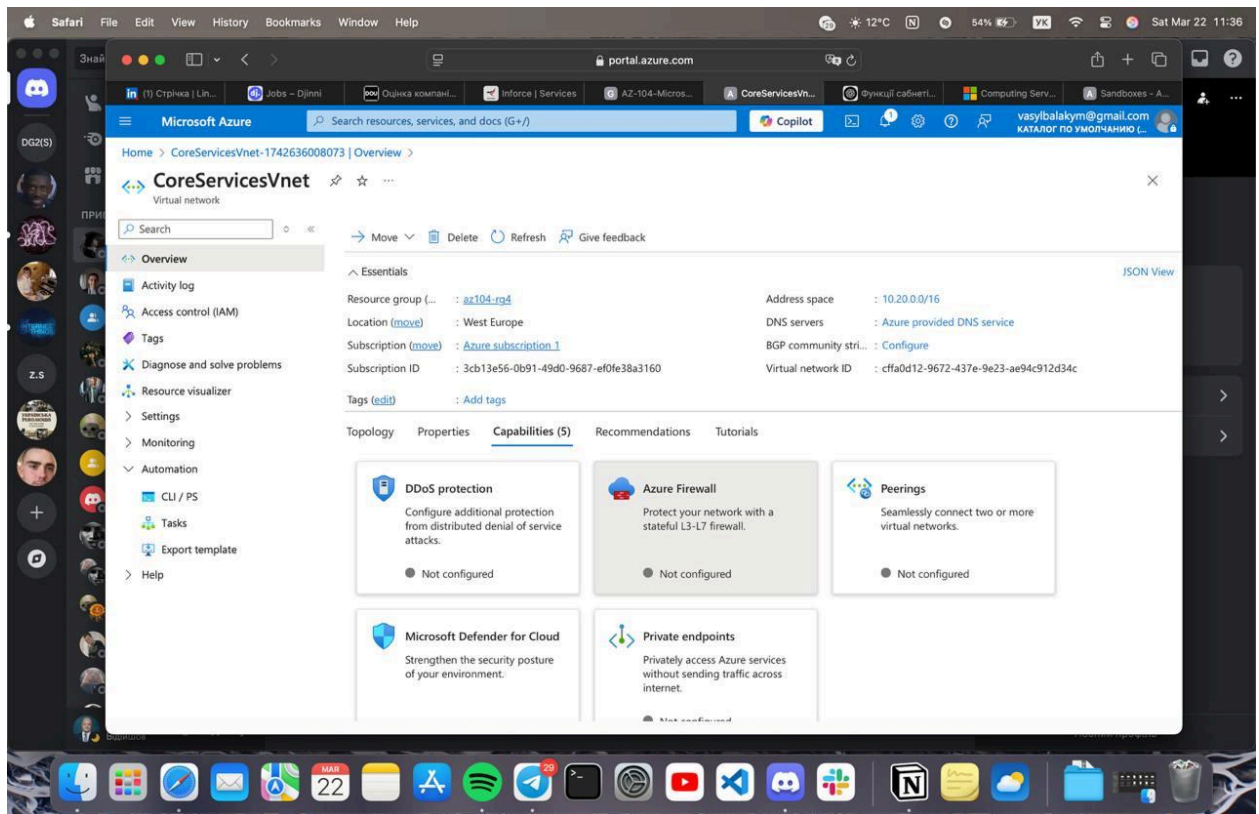 Safari File Edit View History Bookmarks Window Help
12°C 54% УК Sat Mar 22 11:36
Знай
portal.azure.com
(1) Стрічка | Lin... Jobs – Djinni Оцінка компані... Inforce | Services AZ-104-Micros... CoreServicesVn... Функції сабнеті... Computing Serv... Sandboxes – A...
Microsoft Azure
Search resources, services, and docs (G+/)
Copilot
1
vasylbalakym@gmail.com
КАТАЛОГ ПО УМОЛЧАНИЮ (...
DG2(S)
Home > CoreServicesVnet-1742636008073 | Overview >
CoreServicesVnet
Virtual network
ПРИ
Search
Move Delete Refresh Give feedback
Overview
Activity log
Access control (IAM)
Tags
Diagnose and solve problems
Resource visualizer
Settings
Monitoring
Automation
CLI / PS
Tasks
Export template
Help
Z.S
Essentials
JSON View
Resource group (... : az104-rg4
Location (move) : West Europe
Subscription (move) : Azure subscription 1
Subscription ID : 3cb13e56-0b91-49d0-9687-ef0fe38a3160
Address space : 10.20.0.0/16
DNS servers : Azure provided DNS service
BGP community stri... : Configure
Virtual network ID : cffa0d12-9672-437e-9e23-ae94c912d34c
Tags (edit) : Add tags
Topology Properties Capabilities (5) Recommendations Tutorials
DDoS protection
Configure additional protection
from distributed denial of service
attacks.
Not configured
Azure Firewall
Protect your network with a
stateful L3-L7 firewall.
Not configured
Peerings
Seamlessly connect two or more
virtual networks.
Not configured
Microsoft Defender for Cloud
Strengthen the security posture
of your environment.
Private endpoints
Privately access Azure services
without sending traffic across
internet.
Not configured
MAR
22
29